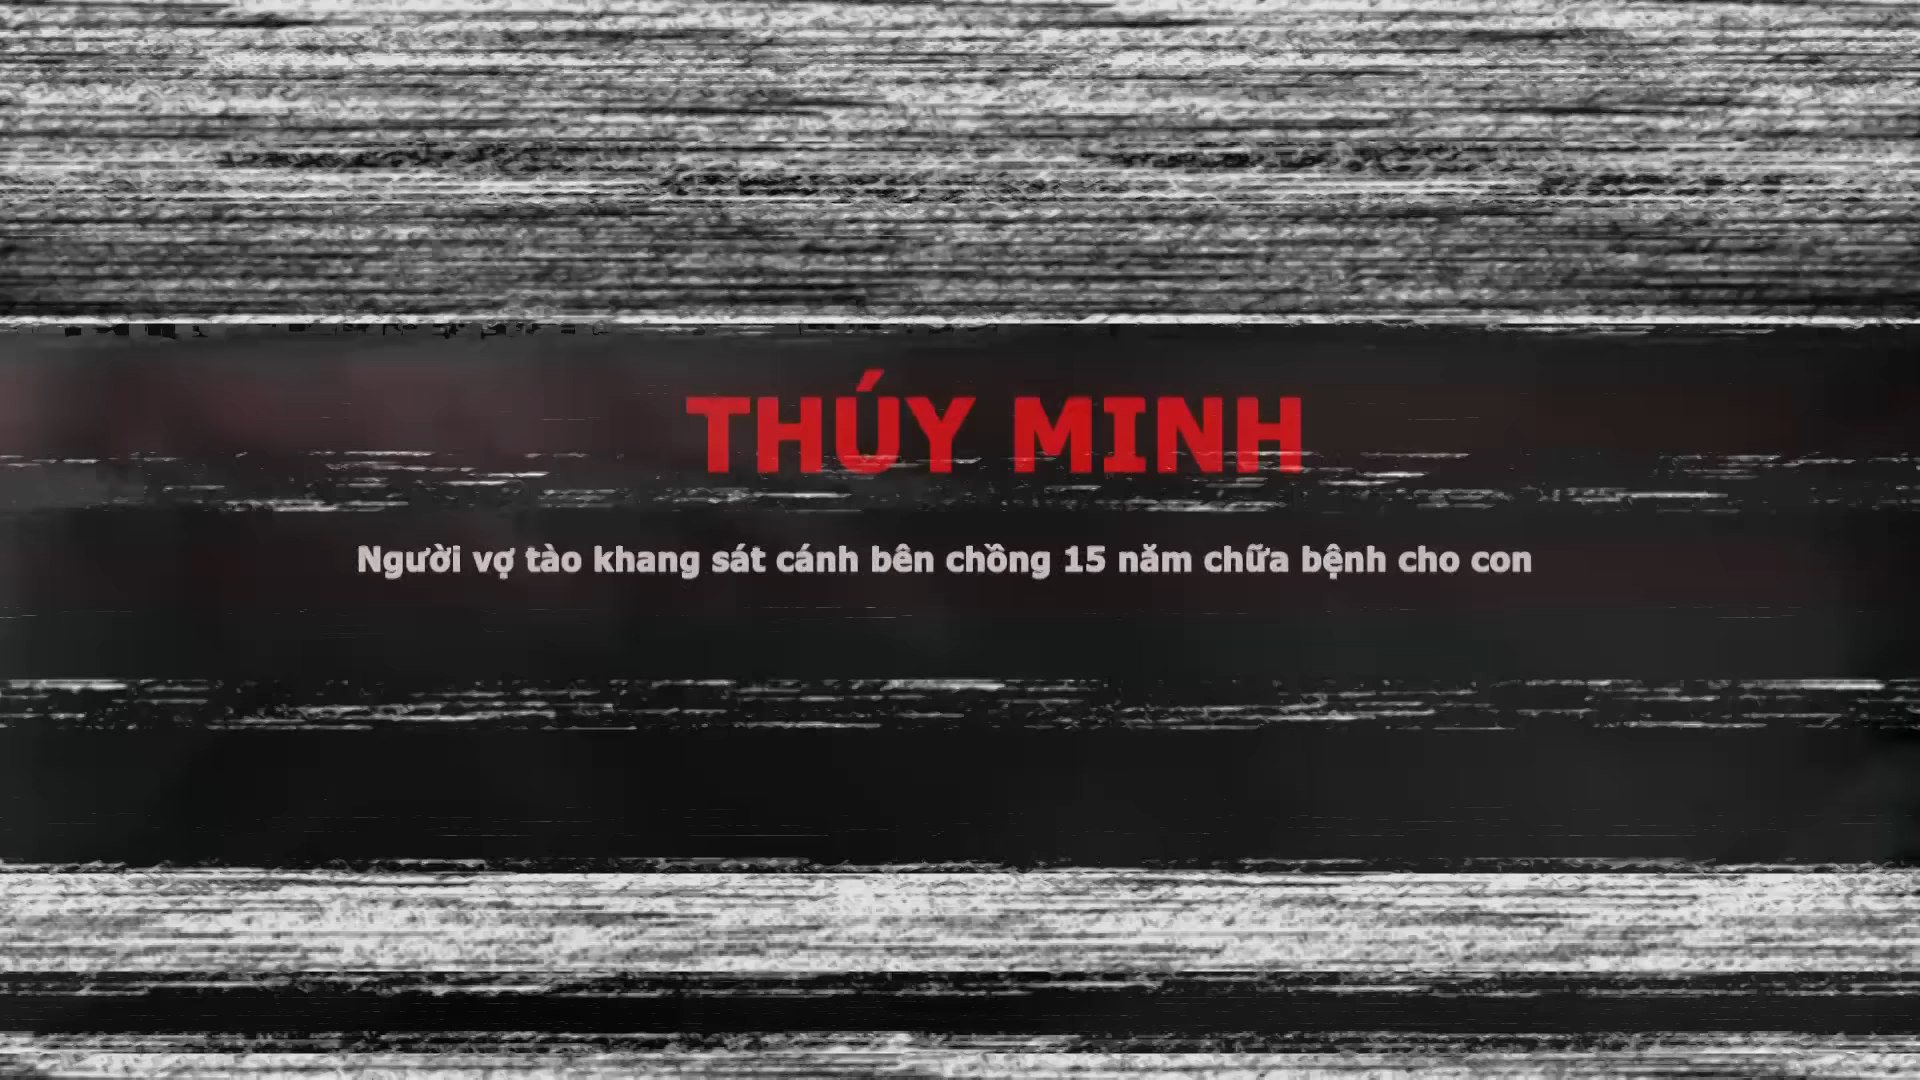 THÚY MINH
Người vợ tào khang sát cánh bên chồng 15 năm chữa bệnh cho con